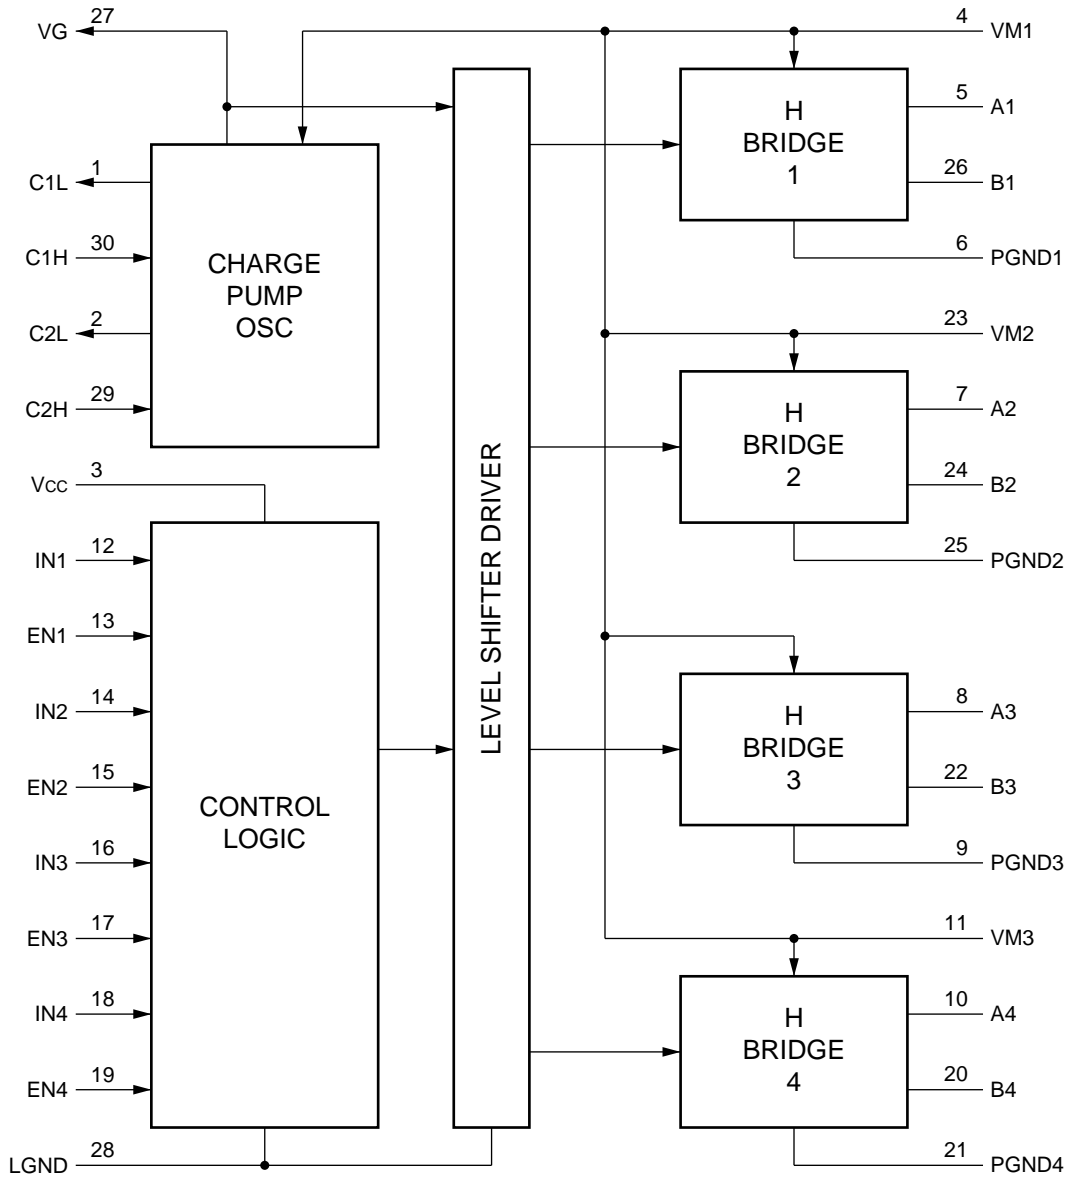 27
VG
4
VM1
H
BRIDGE
1
5
A1
26
B1
6
PGND1
1
C1L
30
C1H
2
C2L
29
C2H
CHARGE
PUMP
OSC
23
VM2
H
BRIDGE
2
7
A2
24
B2
25
PGND2
3
VCC
12
IN1
13
EN1
14
IN2
15
EN2
16
IN3
17
EN3
18
IN4
19
EN4
28
LGND
CONTROL
LOGIC
LEVEL SHIFTER DRIVER
H
BRIDGE
3
8
A3
22
B3
9
PGND3
11
VM3
H
BRIDGE
4
10
A4
20
B4
21
PGND4